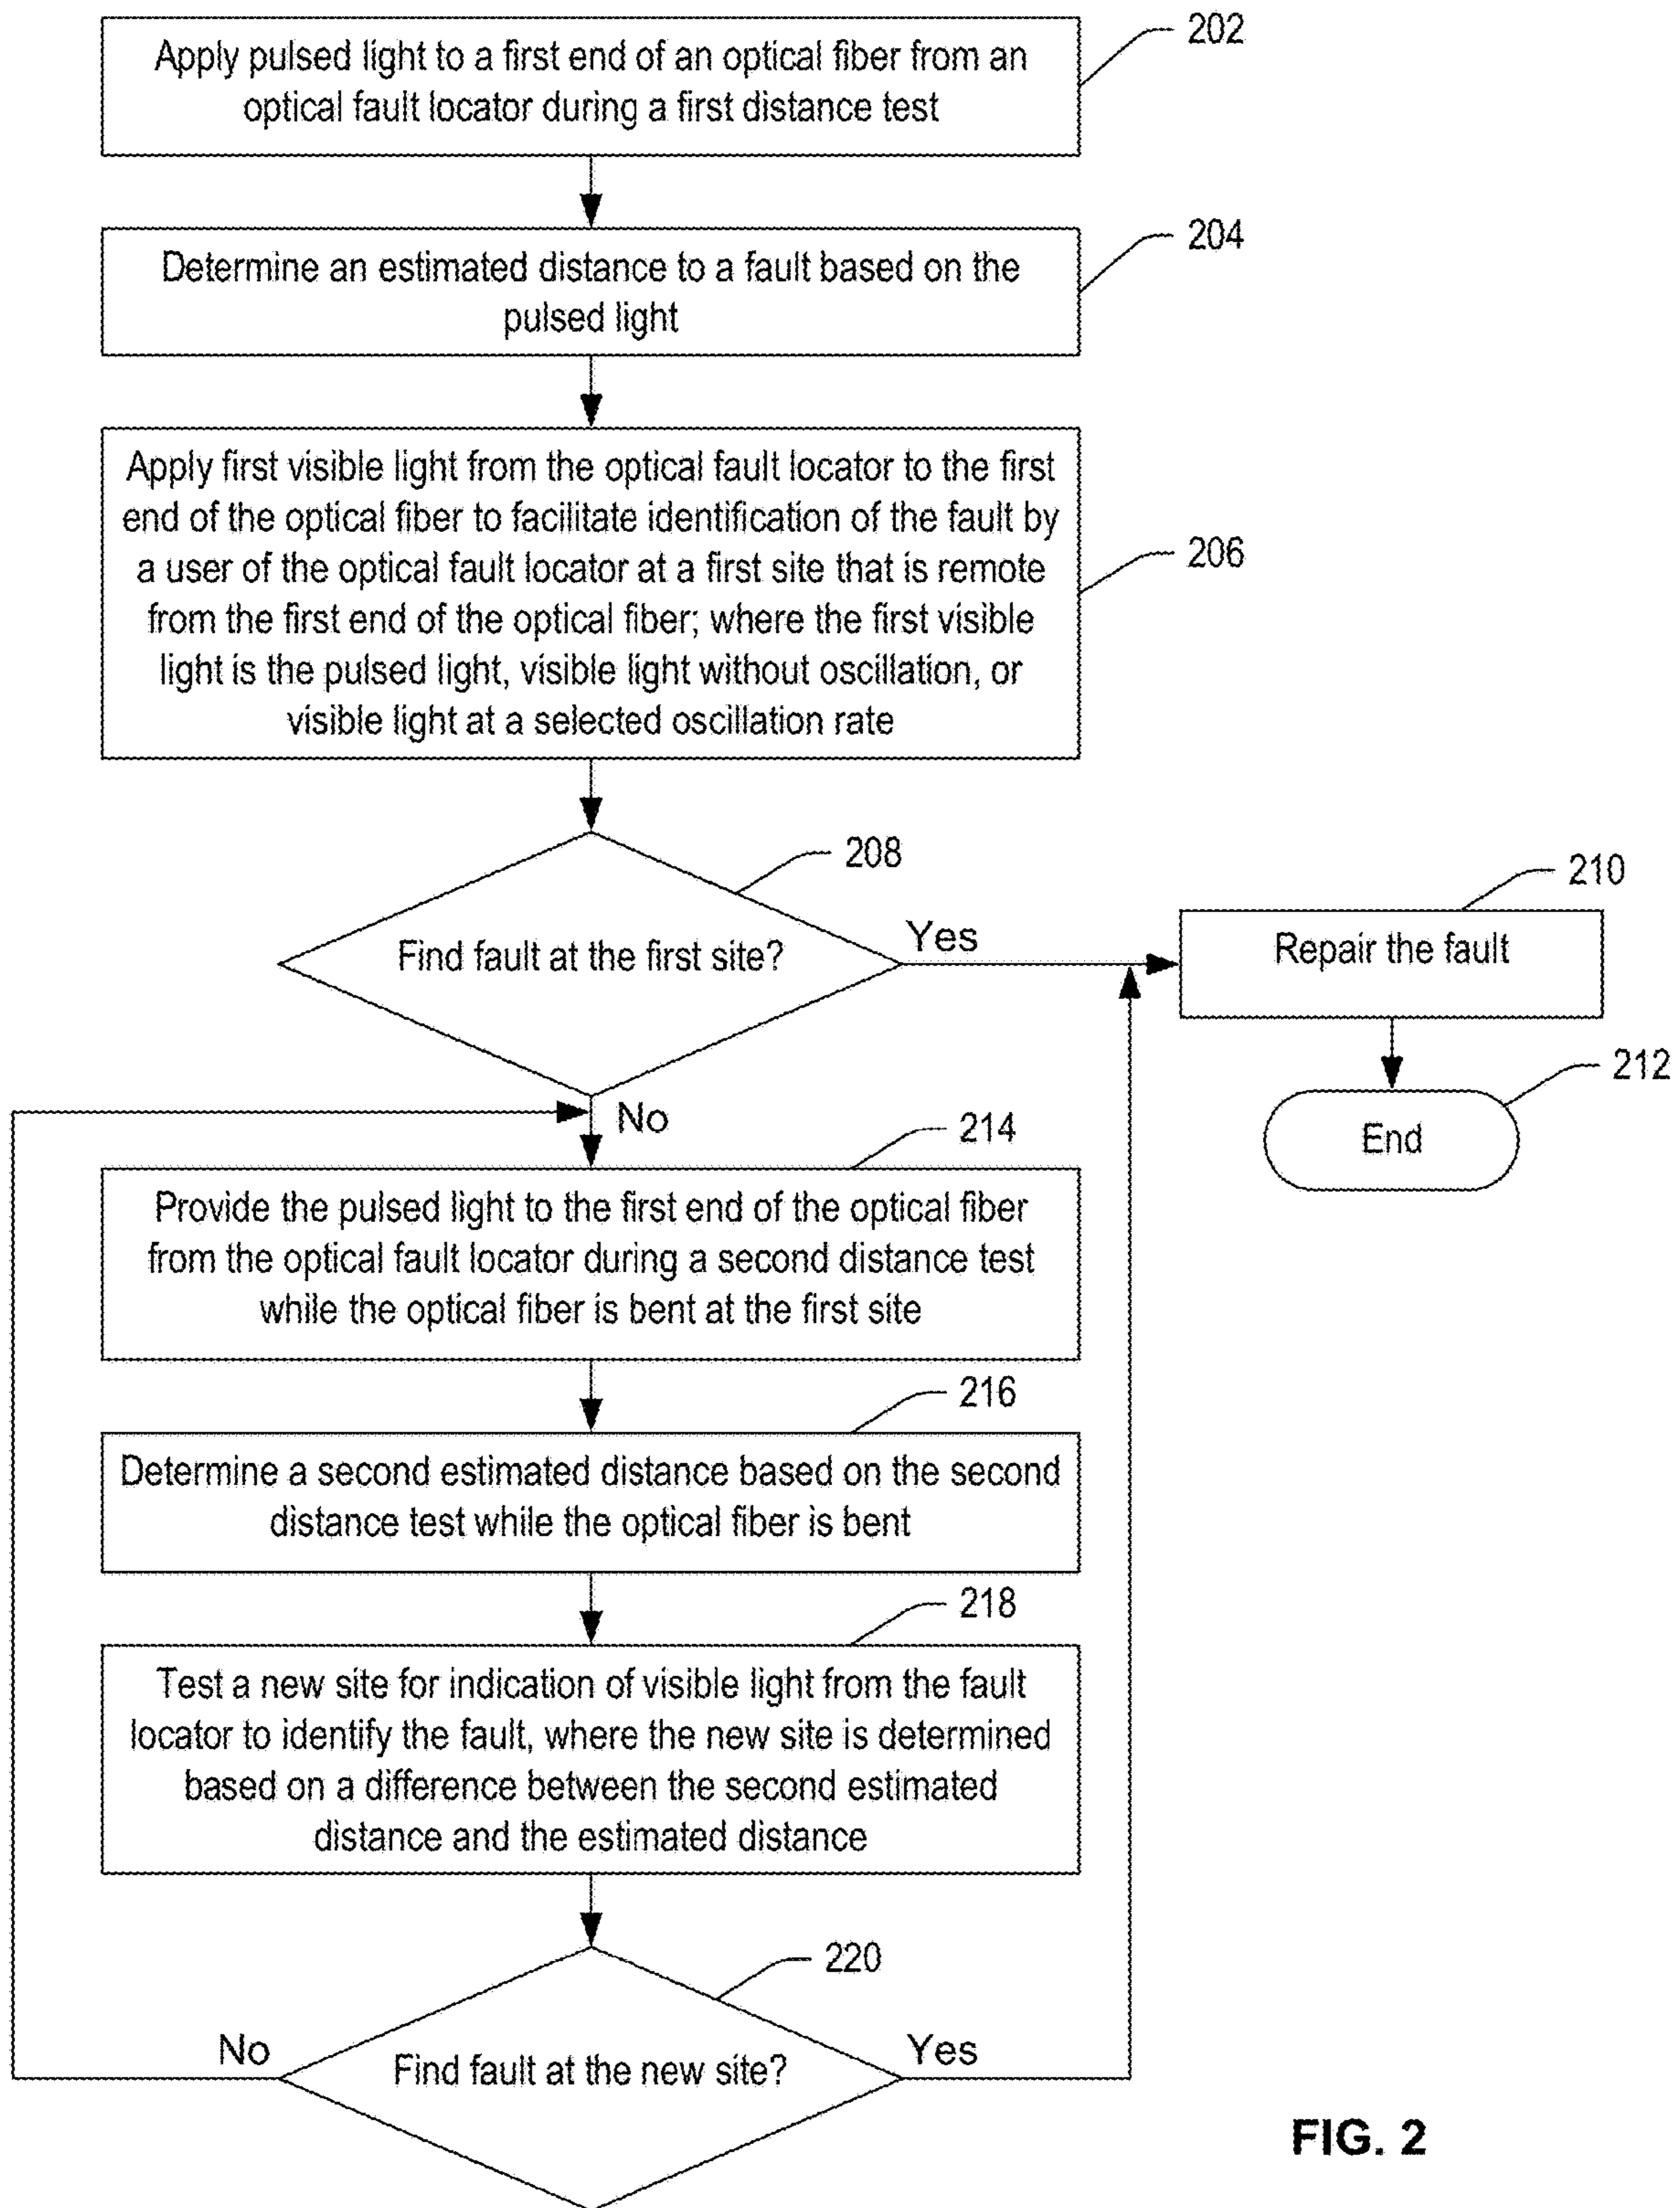 202
Apply pulsed light to a first end of an optical fiber from an
optical fault locator during a first distance test
204
Determine an estimated distance to a fault based on the
pulsed light
206
Apply first visible light from the optical fault locator to the first
end of the optical fiber to facilitate identification of the fault by
a user of the optical fault locator at a first site that is remote
from the first end of the optical fiber; where the first visible
light is the pulsed light, visible light without oscillation, or
visible light at a selected oscillation rate
208
Find fault at the first site?
Yes
210
Repair the fault
212
End
No
214
Provide the pulsed light to the first end of the optical fiber
from the optical fault locator during a second distance test
while the optical fiber is bent at the first site
216
Determine a second estimated distance based on the second
distance test while the optical fiber is bent
218
Test a new site for indication of visible light from the fault
locator to identify the fault, where the new site is determined
based on a difference between the second estimated
distance and the estimated distance
220
No
Find fault at the new site?
Yes
FIG. 2